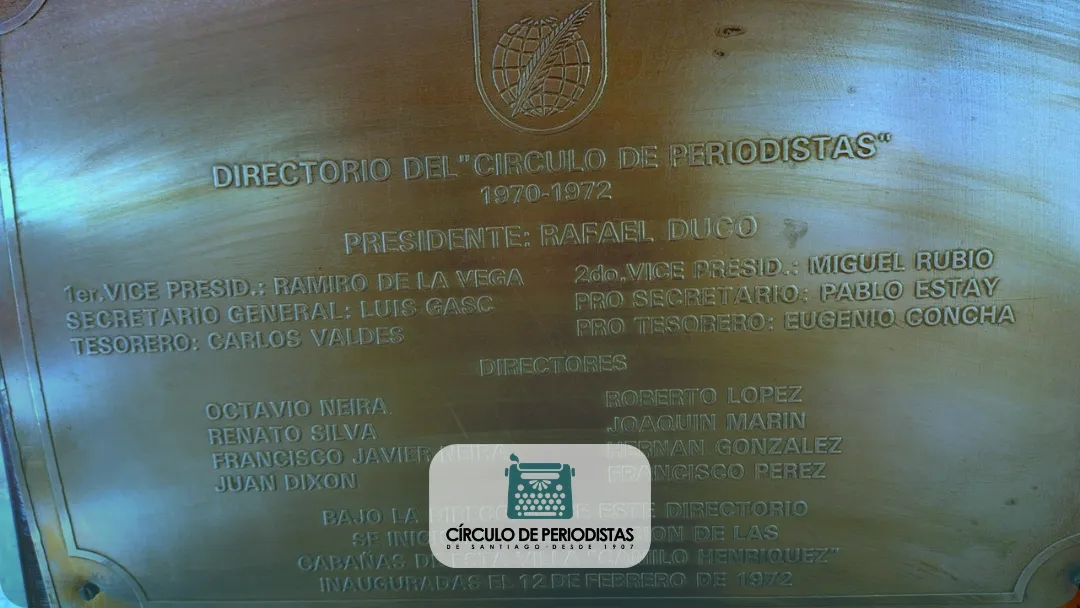 DIRECTORIO DEL "CIRCULO DE PERIODISTAS"
1970-1972
PRESIDENTE: RAFAEL DUCO
1er. VICE PRESID.: RAMIRO DE LA VEGA
SECRETARIO GENERAL: LUIS GASC
TESORERO: CARLOS VALDES
2do. VICE PRESID.: MIGUEL RUBIO
PRO SECRETARIO: PABLO ESTAY
PRO TESORERO: EUGENIO CONCHA
DIRECTORES
OCTAVIO NEIRA
RENATO SILVA
FRANCISCO JAVIER NEIRA
JUAN DIXON
ROBERTO LOPEZ
JOAQUIN MARIN
HERNAN GONZALEZ
FRANCISCO PEREZ
BAJO LA DE ESTE DIRECTORIO
SE DE LAS
CABAÑAS DE HENRIQUEZ"
INAUGURADAS EL 12 DE FEBRERO DE 1972
CÍRCULO DE PERIODISTAS
DE SANTIAGO·DESDE 1907